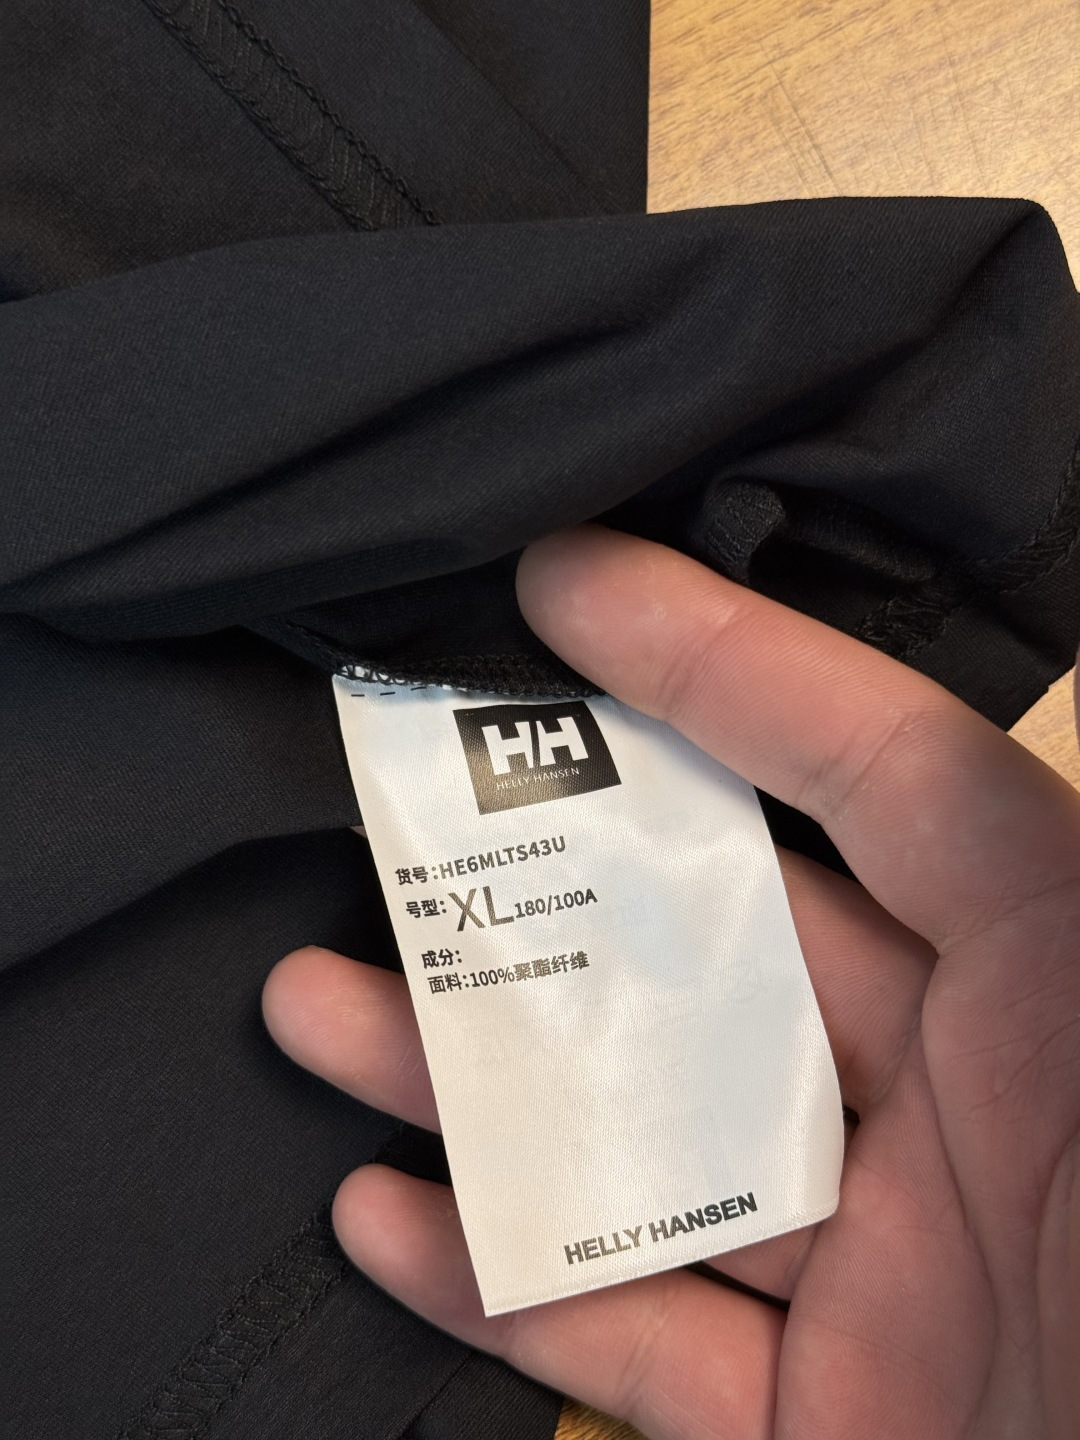 HH
HELLY HANSEN
货号:HE6MLTS43U
号型:XL180/100A
成分:
面料:100%聚酯纤维
HELLY HANSEN